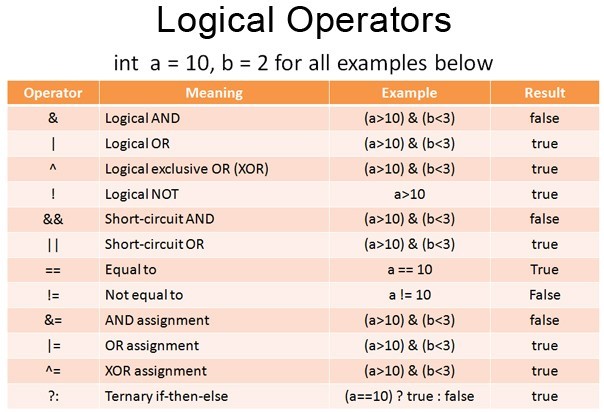 Logical Operators
int a = 10, b = 2 for all examples below
Operator Meaning Example Result
& Logical AND (a>10) & (b<3) false
| Logical OR (a>10) & (b<3) true
^ Logical exclusive OR (XOR) (a>10) & (b<3) true
! Logical NOT a>10 true
&& Short-circuit AND (a>10) & (b<3) false
|| Short-circuit OR (a>10) & (b<3) true
== Equal to a == 10 True
!= Not equal to a != 10 False
&= AND assignment (a>10) & (b<3) false
|= OR assignment (a>10) & (b<3) true
^= XOR assignment (a>10) & (b<3) true
?: Ternary if-then-else (a==10) ? true : false true